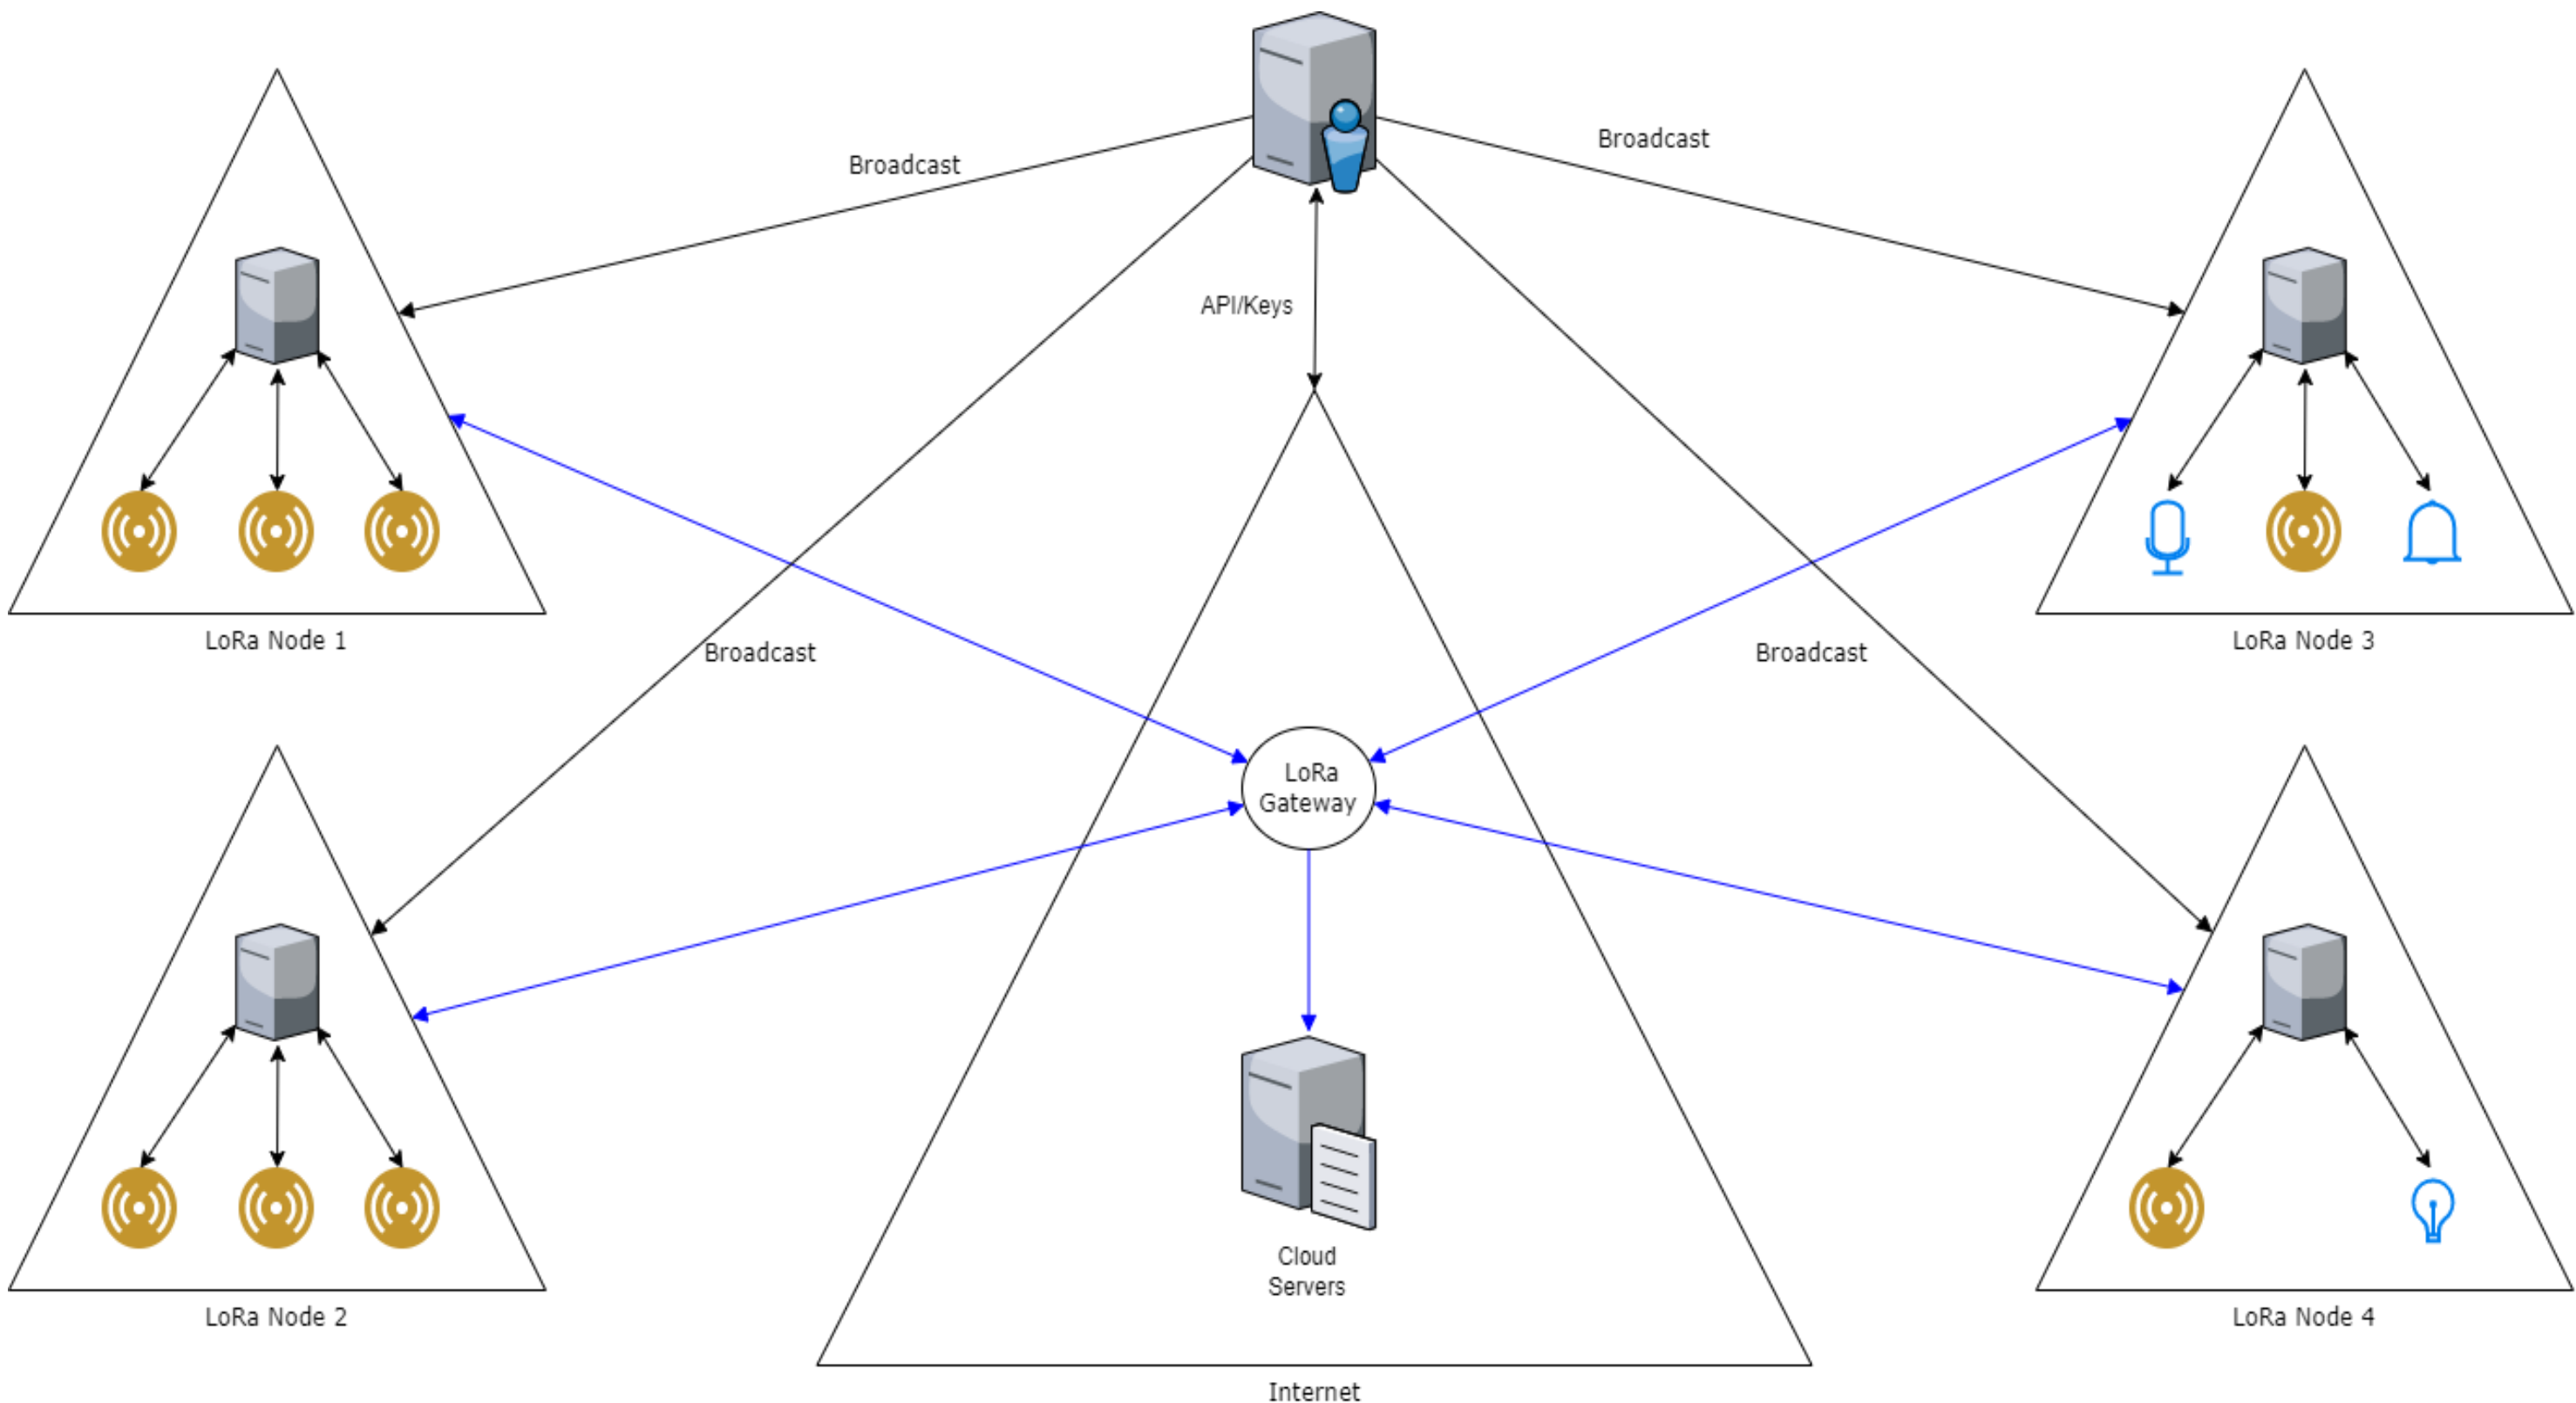 Broadcast
Broadcast
API/Keys
LoRa Node 1
LoRa Node 3
Broadcast
Broadcast
LoRa
Gateway
Cloud
Servers
LoRa Node 2
LoRa Node 4
Internet